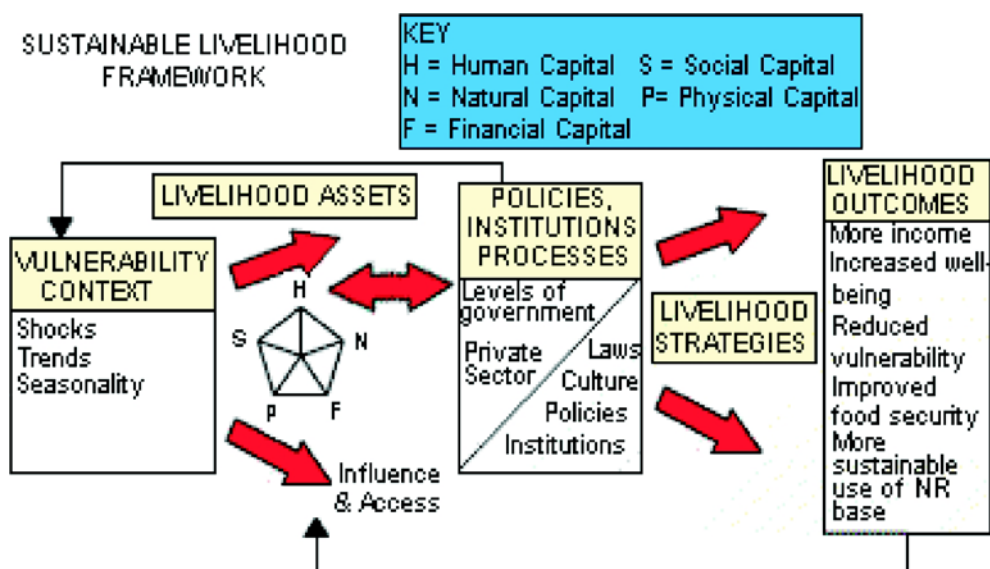 SUSTAINABLE LIVELIHOOD
FRAMEWORK
KEY
H = Human Capital S = Social Capital
N = Natural Capital P= Physical Capital
F = Financial Capital
LIVELIHOOD ASSETS
VULNERABILITY
CONTEXT
Shocks
Trends
Seasonality
H
S
N
P
F
Influence
& Access
POLICIES,
INSTITUTIONS
PROCESSES
Levels of
government
Private
Sector
Laws
Culture
Policies
Institutions
LIVELIHOOD
STRATEGIES
LIVELIHOOD
OUTCOMES
More income
Increased well-
being
Reduced
vulnerability
Improved
food security
More
sustainable
use of NR
base